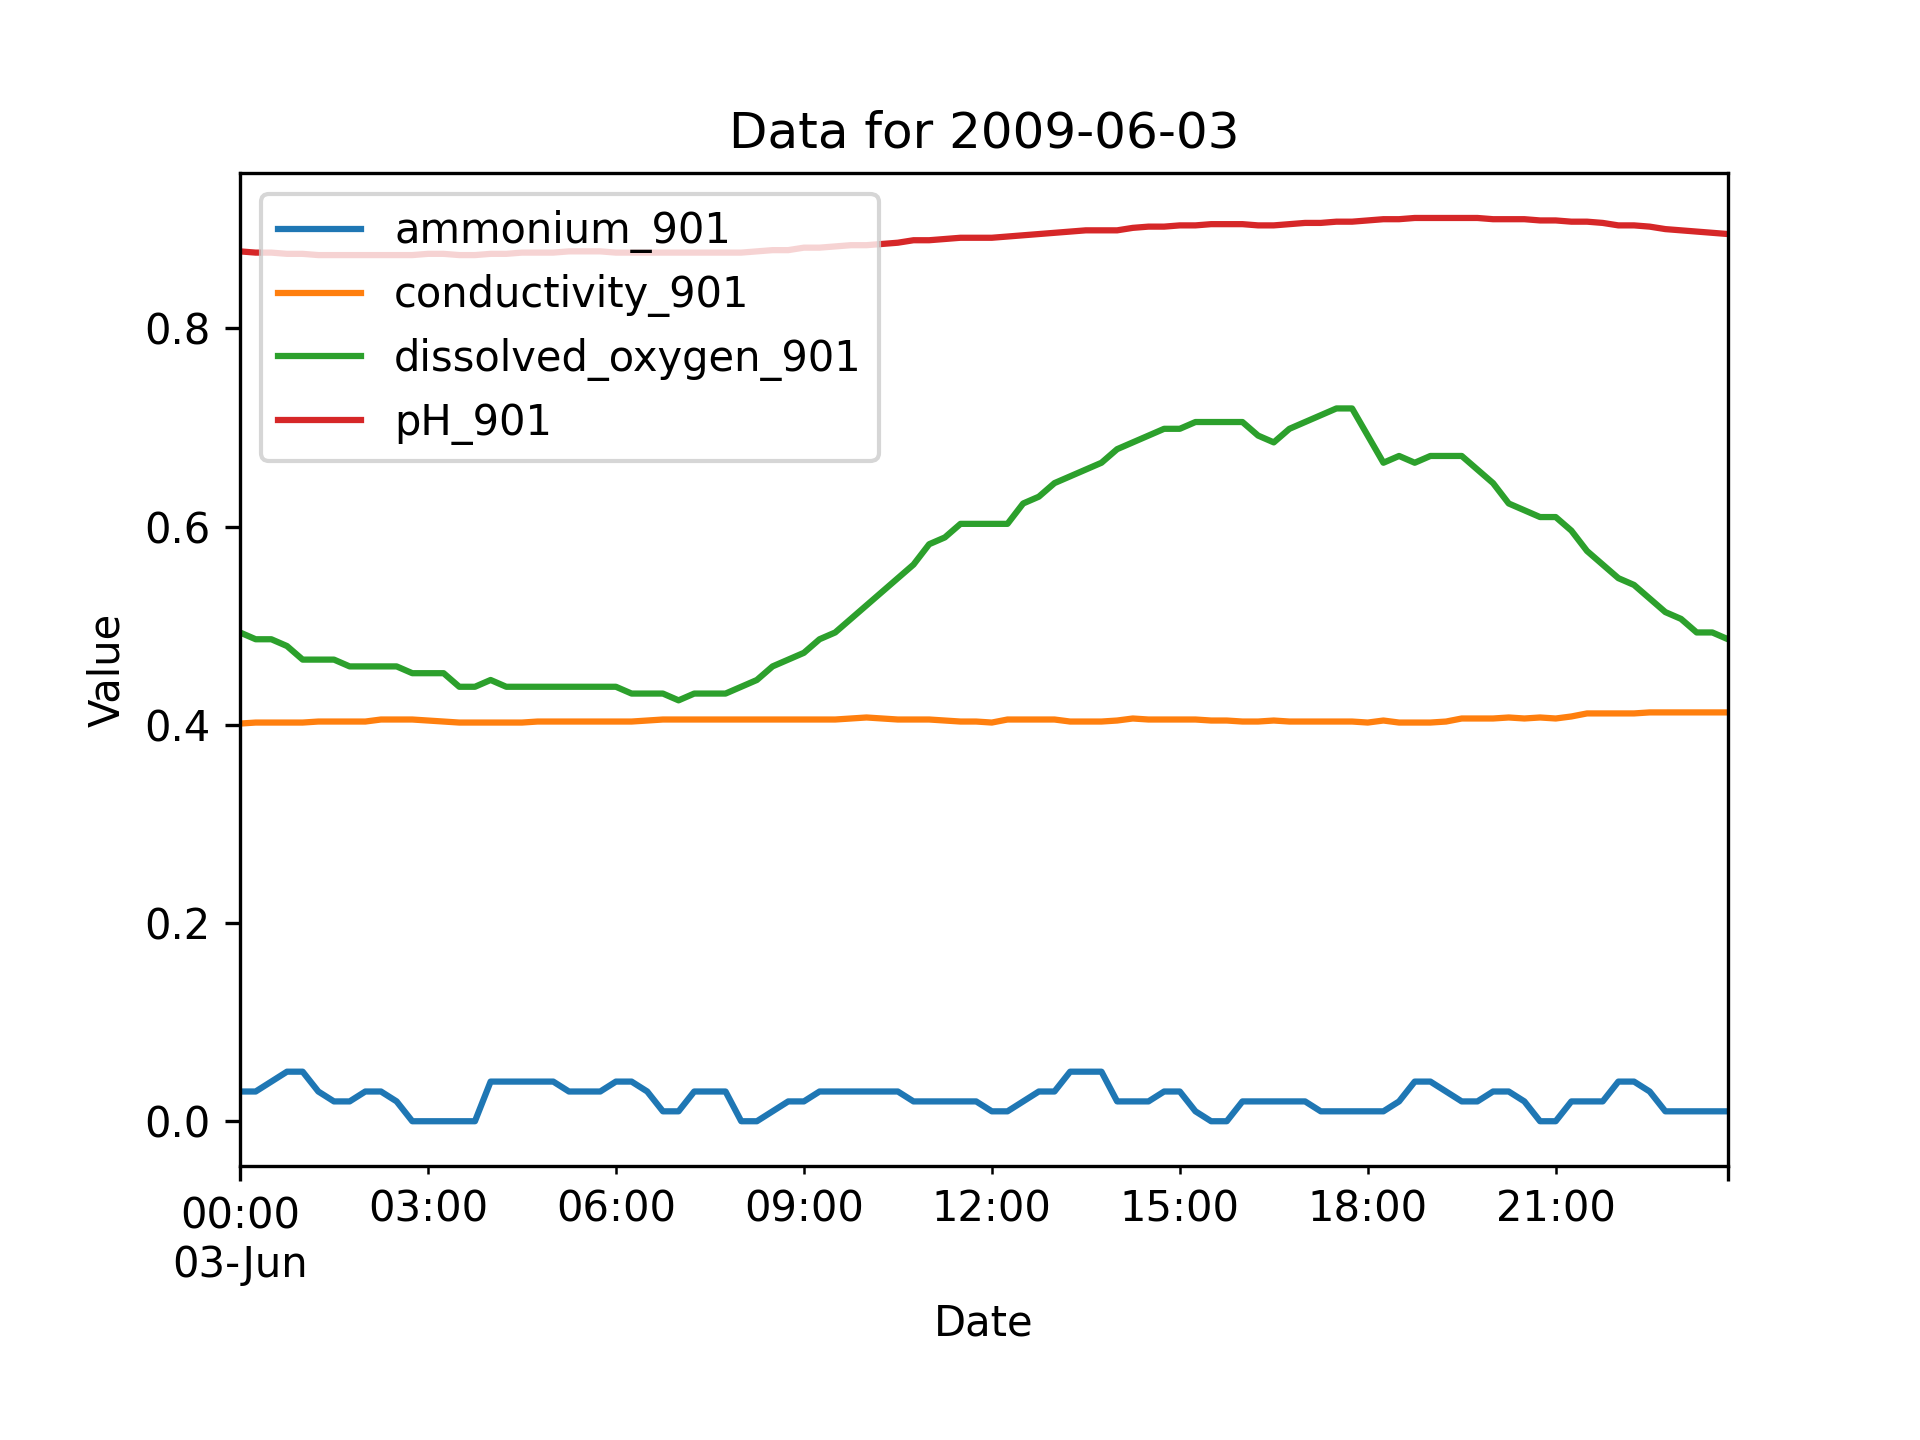 Data for 2009-06-03
ammonium_901
conductivity_901
dissolved_oxygen_901
pH_901
Value
0.8
0.6
0.4
0.2
0.0
00:00 03:00 06:00 09:00 12:00 15:00 18:00 21:00
03-Jun
Date